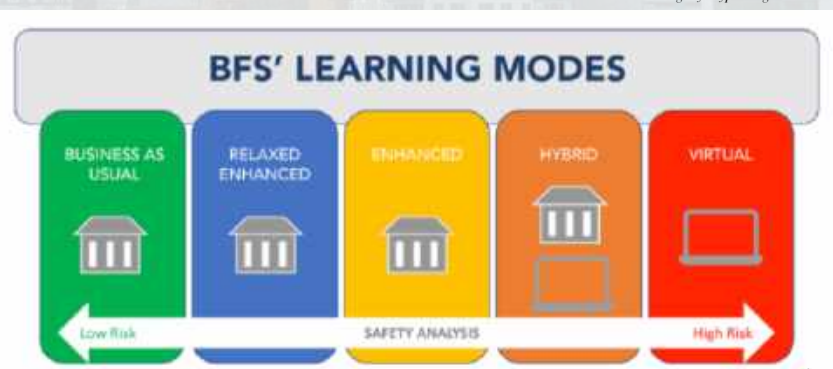 BFS' LEARNING MODES
BUSINESS AS
USUAL
RELAXED
ENHANCED
ENHANCED
HYBRID
VIRTUAL
Low Risk
SAFETY ANALYSIS
High Risk